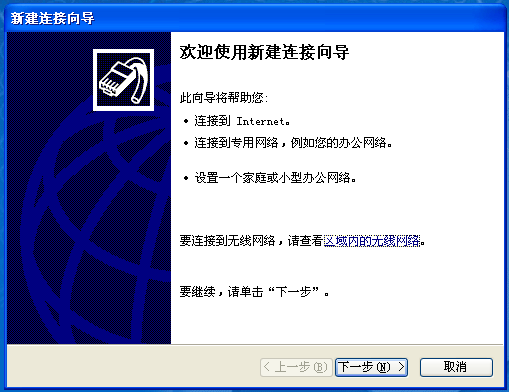 新建连接向导
欢迎使用新建连接向导
此向导将帮助您:
• 连接到 Internet。
• 连接到专用网络，例如您的办公网络。
• 设置一个家庭或小型办公网络。
要连接到无线网络，请查看区域内的无线网络。
要继续，请单击“下一步”。
< 上一步(B) 下一步(N) > 取消